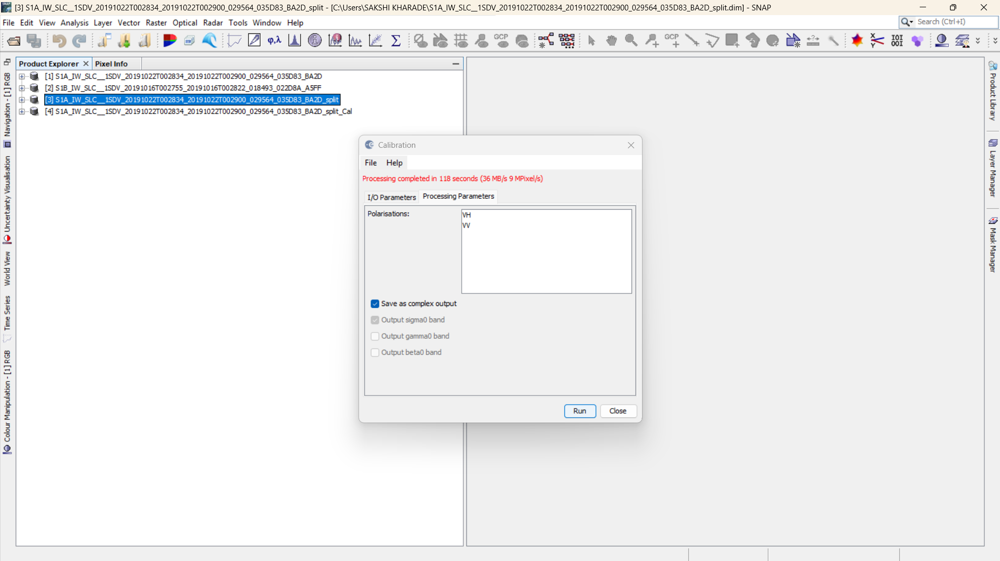 [3] S1A_IW_SLC__1SDV_20191022T002834_20191022T002900_029564_035D83_BA2D_split - [C:\Users\SAKSHI KHARADE\S1A_IW_SLC__1SDV_20191022T002834_20191022T002900_029564_035D83_BA2D_split.dim] - SNAP
File Edit View Analysis Layer Vector Raster Optical Radar Tools Window Help
Search (Ctrl+I)
φ,λ GCP GCP
Product Explorer Pixel Info
[1] S1A_IW_SLC__1SDV_20191022T002834_20191022T002900_029564_035D83_BA2D
[2] S1B_IW_SLC__1SDV_20191016T002755_20191016T002822_018493_022D8A_A5FF
[3] S1A_IW_SLC__1SDV_20191022T002834_20191022T002900_029564_035D83_BA2D_split
[4] S1A_IW_SLC__1SDV_20191022T002834_20191022T002900_029564_035D83_BA2D_split_Cal
Navigation - [1] RGB
Uncertainty Visualisation
World View
Time Series
Colour Manipulation - [1] RGB
Calibration
File Help
Processing completed in 118 seconds (36 MB/s 9 MPixel/s)
I/O Parameters Processing Parameters
Polarisations:
VH
VV
Save as complex output
Output sigma0 band
Output gamma0 band
Output beta0 band
Run Close
Product Library
Layer Manager
Mask Manager